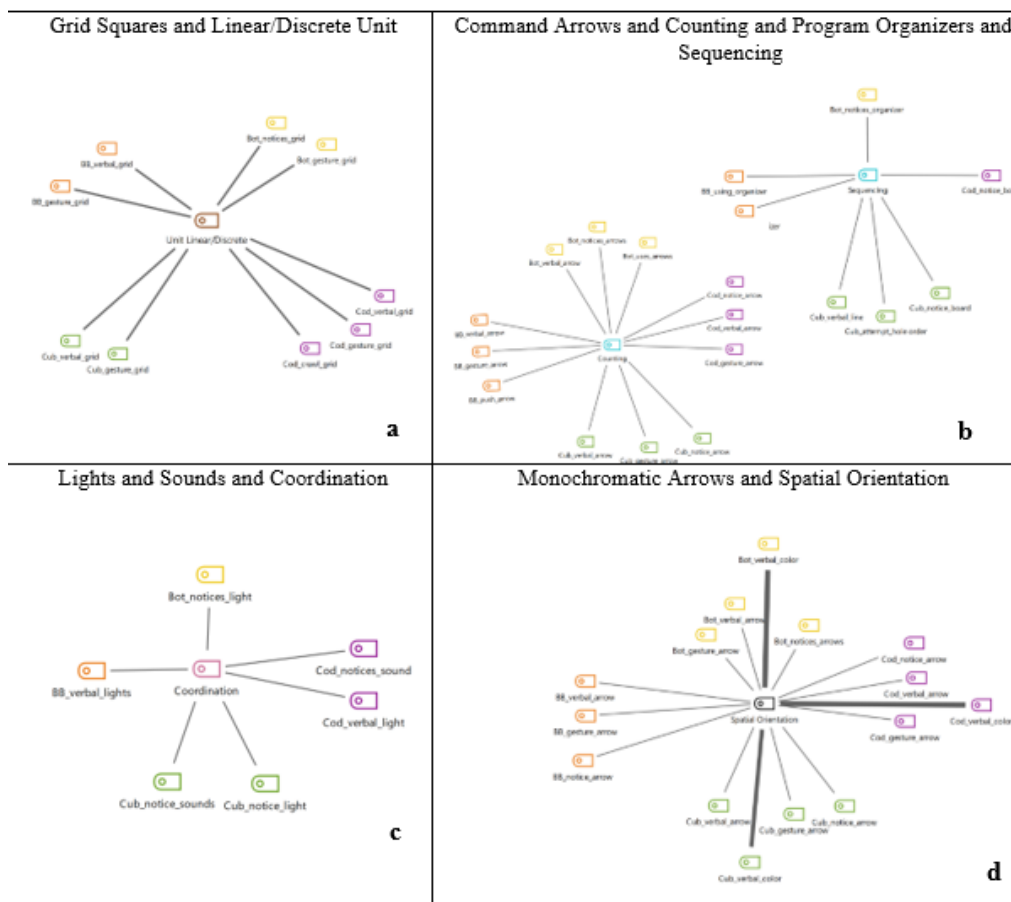 Grid Squares and Linear/Discrete Unit
Bot_notices_grid
Bot_gesture_grid
BB_verbal_grid
BB_gesture_grid
Unit Linear/Discrete
Cod_verbal_grid
Cod_gesture_grid
Cod_crawl_grid
Cub_verbal_grid
Cub_gesture_grid
a
Command Arrows and Counting and Program Organizers and
Sequencing
Bot_notices_organizer
BB_using_organizer
Sequencing
Cod_notice_bo
izer
Cub_verbal_line
Cub_notice_board
Cub_attempt_hole order
Bot_notices_arrows
Bot_verbal_arrow
Bot_uses_arrows
Cod_notice_arrow
Cod_verbal_arrow
Cod_gesture_arrow
BB_verbal_arrow
BB_gesture_arrow
BB_push_arrow
Counting
Cub_verbal_arrow
Cub_gesture_arrow
Cub_notice_arrow
b
Lights and Sounds and Coordination
Bot_notices_light
BB_verbal_lights
Coordination
Cod_notices_sound
Cod_verbal_light
Cub_notice_sounds
Cub_notice_light
c
Monochromatic Arrows and Spatial Orientation
Bot_verbal_color
Bot_verbal_arrow
Bot_notices_arrows
Bot_gesture_arrow
Cod_notice_arrow
Cod_verbal_arrow
Cod_verbal_color
Cod_gesture_arrow
BB_verbal_arrow
BB_gesture_arrow
BB_notice_arrow
Spatial Orientation
Cub_verbal_arrow
Cub_gesture_arrow
Cub_notice_arrow
Cub_verbal_color
d